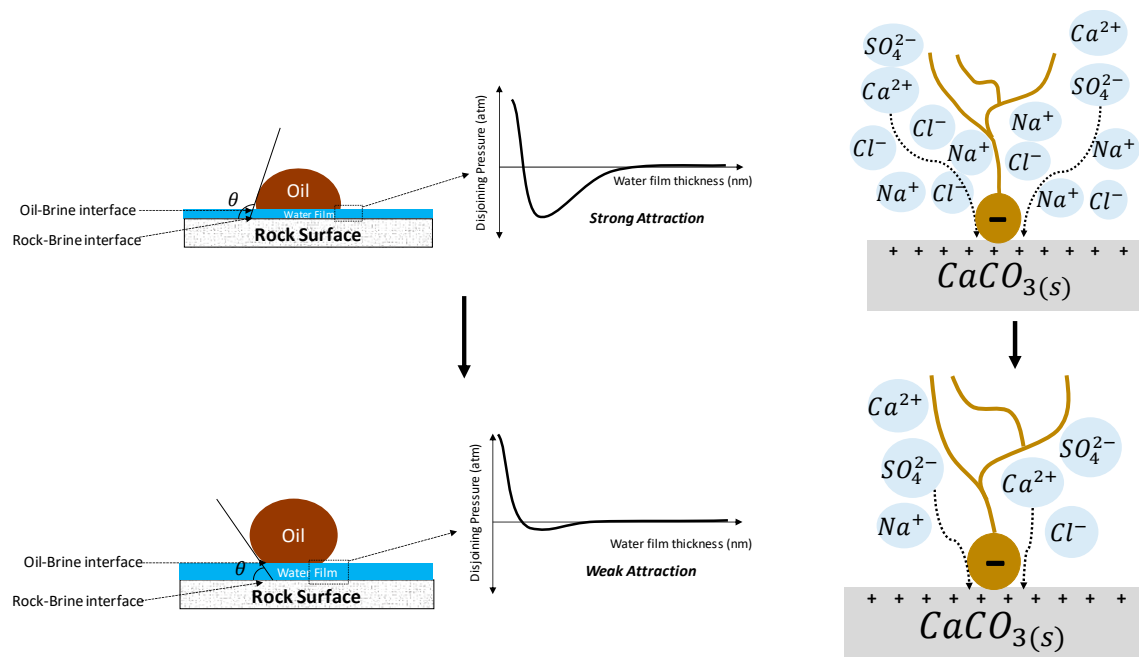 θ
Oil
Oil-Brine interface
Water Film
Rock-Brine interface
Rock Surface
Disjoining Pressure (atm)
Water film thickness (nm)
Strong Attraction
SO₄²⁻
Ca²⁺
Ca²⁺
SO₄²⁻
Cl⁻
Na⁺
Cl⁻
Na⁺
Cl⁻
Na⁺
Na⁺
Cl⁻
Na⁺
Cl⁻
−
+ + + + + + + + + + +
CaCO₃₍ₛ₎
θ
Oil
Oil-Brine interface
Water Film
Rock-Brine interface
Rock Surface
Disjoining Pressure (atm)
Water film thickness (nm)
Weak Attraction
Ca²⁺
SO₄²⁻
SO₄²⁻
Ca²⁺
Na⁺
Cl⁻
−
+ + + + + + + + + + +
CaCO₃₍ₛ₎